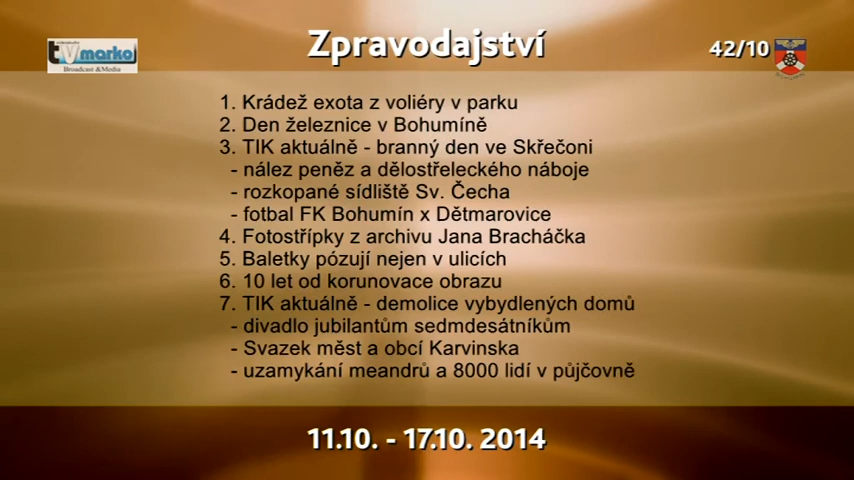 Zpravodajství
tvmarko
Broadcast &Media
42/10
1. Krádež exota z voliéry v parku
2. Den železnice v Bohumíně
3. TIK aktuálně - branný den ve Skřečoni
- nález peněz a dělostřeleckého náboje
- rozkopané sídliště Sv. Čecha
- fotbal FK Bohumín x Dětmarovice
4. Fotostřípky z archivu Jana Bracháčka
5. Baletky pózují nejen v ulicích
6. 10 let od korunovace obrazu
7. TIK aktuálně - demolice vybydlených domů
- divadlo jubilantům sedmdesátníkům
- Svazek měst a obcí Karvinska
- uzamykání meandrů a 8000 lidí v půjčovně
11.10. - 17.10. 2014